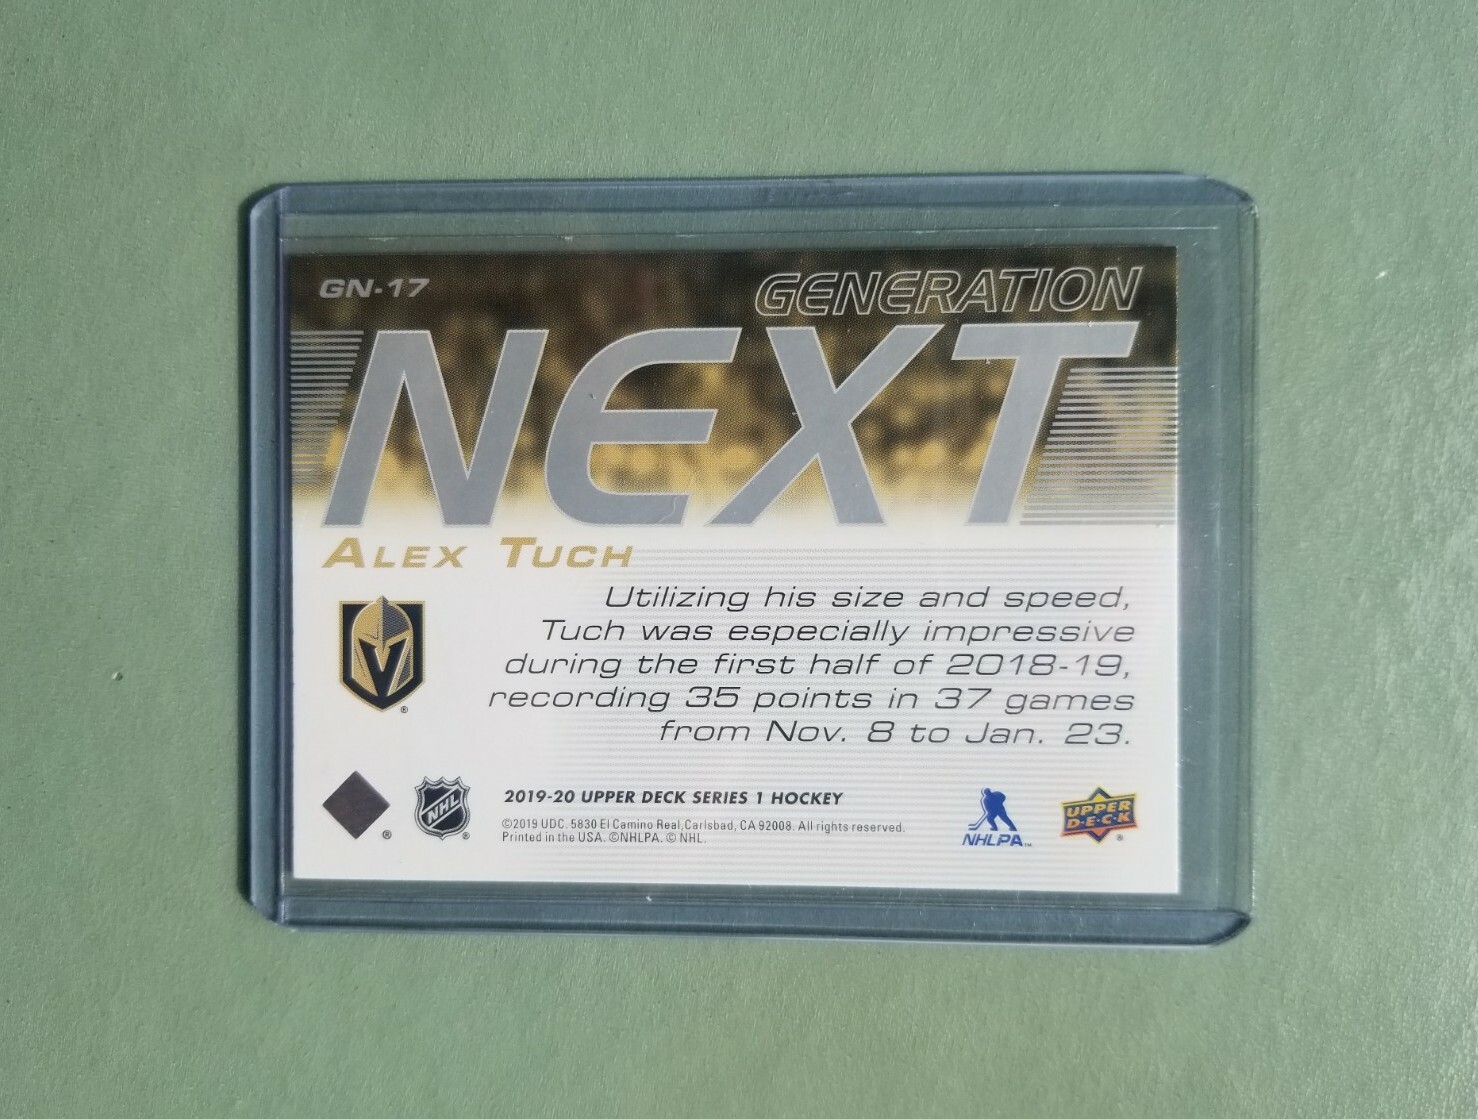 GN-17
GENERATION
NEXT
ALEX TUCH
Utilizing his size and speed,
Tuch was especially impressive
during the first half of 2018-19,
recording 35 points in 37 games
from Nov. 8 to Jan. 23.
® NHL ®
2019-20 UPPER DECK SERIES 1 HOCKEY
©2019 UDC. 5830 El Camino Real, Carlsbad, CA 92008. All rights reserved.
Printed in the USA. ©NHLPA. © NHL.
NHLPA™
UPPER
D·E·C·K
®